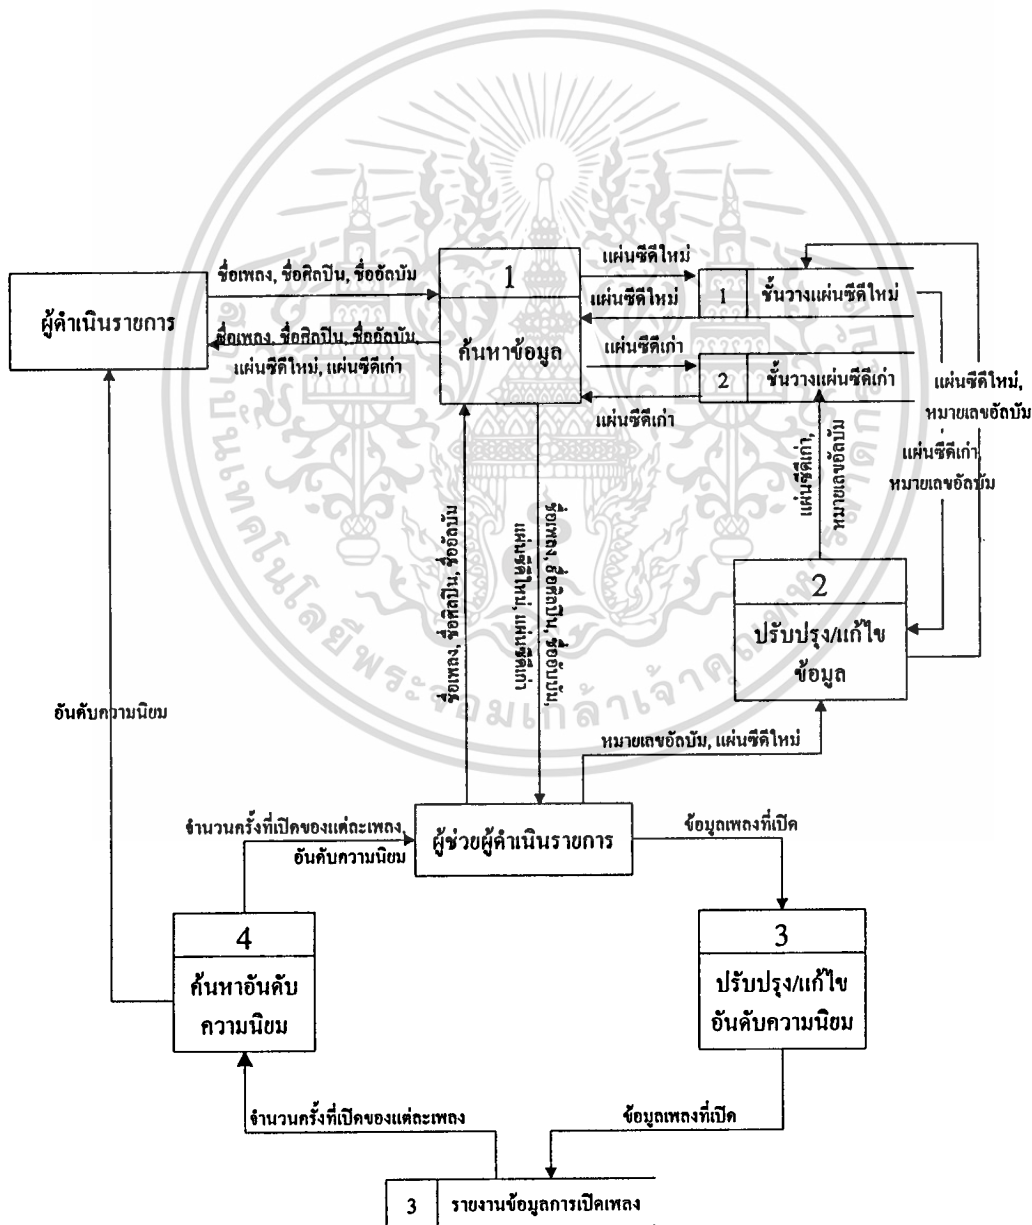 ผู้ดำเนินรายการ
ชื่อเพลง, ชื่อศิลปิน, ชื่ออัลบัม
ชื่อเพลง, ชื่อศิลปิน, ชื่ออัลบัม,
แผ่นซีดีใหม่, แผ่นซีดีเก่า
1
ค้นหาข้อมูล
แผ่นซีดีใหม่
แผ่นซีดีใหม่
แผ่นซีดีเก่า
แผ่นซีดีเก่า
1 ชั้นวางแผ่นซีดีใหม่
2 ชั้นวางแผ่นซีดีเก่า
แผ่นซีดีใหม่,
หมายเลขอัลบัม
แผ่นซีดีเก่า,
หมายเลขอัลบัม
แผ่นซีดีเก่า,
หมายเลขอัลบัม
ชื่อเพลง, ชื่อศิลปิน, ชื่ออัลบัม
ชื่อเพลง, ชื่อศิลปิน, ชื่ออับบัม,
แผ่นซีดีใหม่, แผ่นซีดีเก่า
2
ปรับปรุง/แก้ไข
ข้อมูล
อันดับความนิยม
หมายเลขอัลบัม, แผ่นซีดีใหม่
จำนวนครั้งที่เปิดของแต่ละเพลง,
อันดับความนิยม
ผู้ช่วยผู้ดำเนินรายการ
ข้อมูลเพลงที่เปิด
4
ค้นหาอันดับ
ความนิยม
3
ปรับปรุง/แก้ไข
อันดับความนิยม
จำนวนครั้งที่เปิดของแต่ละเพลง
ข้อมูลเพลงที่เปิด
3 รายงานข้อมูลการเปิดเพลง